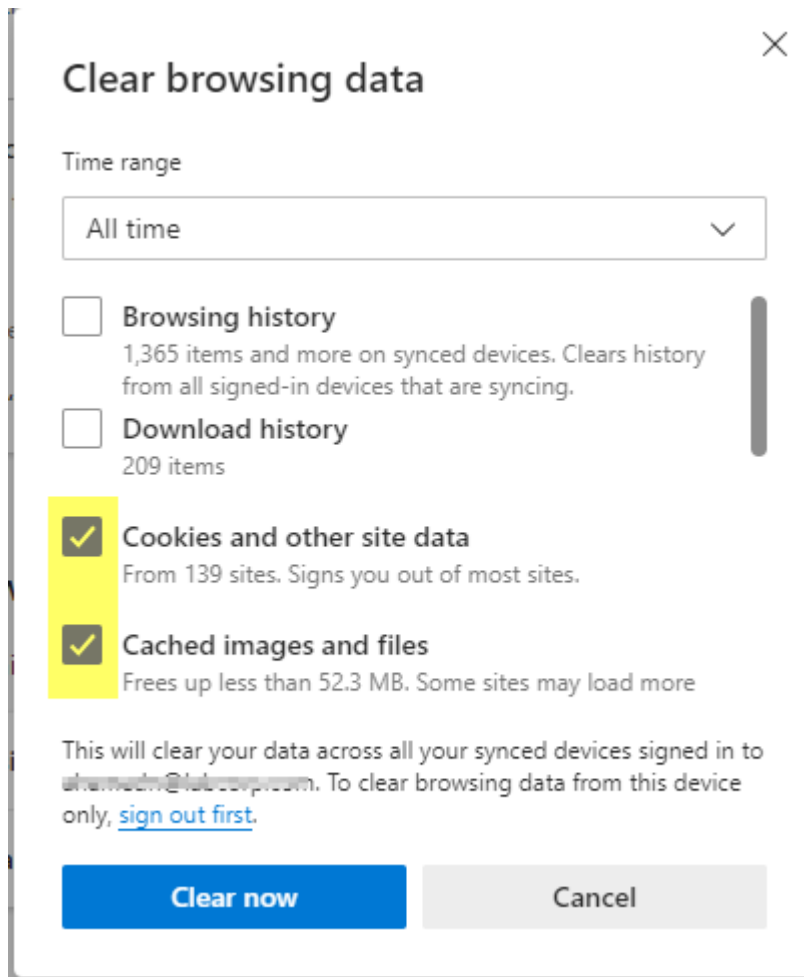 Clear browsing data
Time range
All time
Browsing history
1,365 items and more on synced devices. Clears history
from all signed-in devices that are syncing.
Download history
209 items
Cookies and other site data
From 139 sites. Signs you out of most sites.
Cached images and files
Frees up less than 52.3 MB. Some sites may load more
This will clear your data across all your synced devices signed in to
To clear browsing data from this device
only, sign out first.
Clear now
Cancel